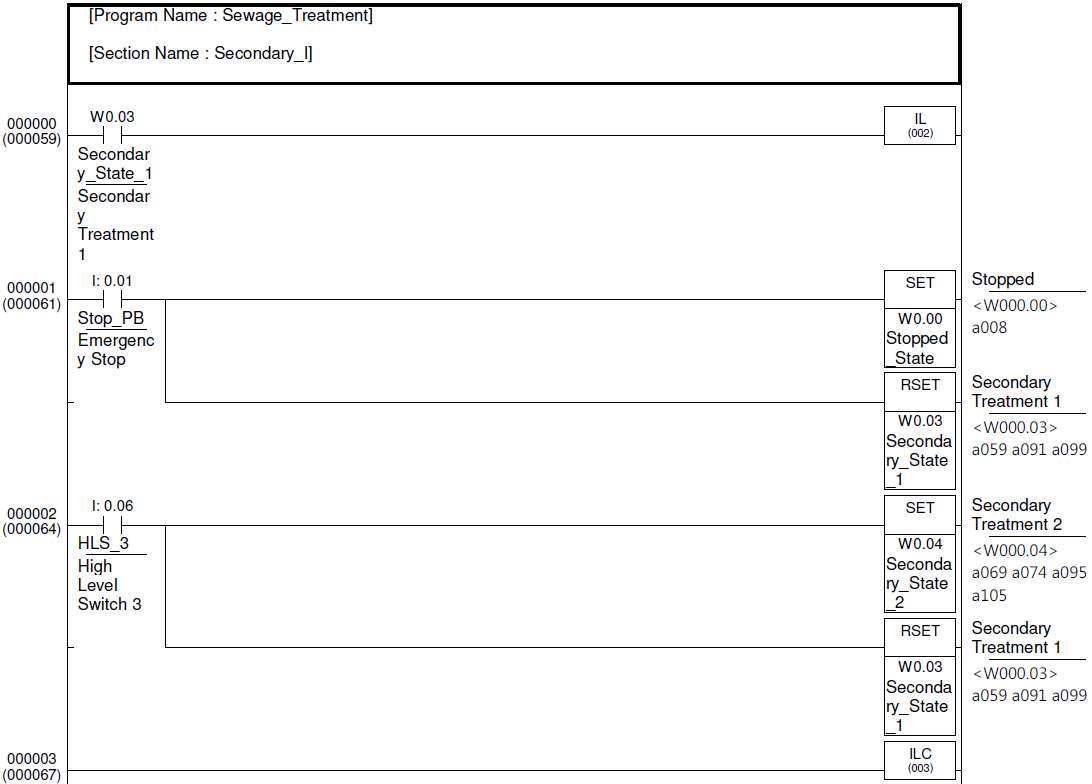 [Program Name : Sewage_Treatment]
[Section Name : Secondary_I]
000000
(000059)
W0.03
Secondar
y_State_1
Secondar
y
Treatment
1
IL
(002)
000001
(000061)
I: 0.01
Stop_PB
Emergenc
y Stop
SET
W0.00
Stopped
_State
Stopped
<W000.00>
a008
RSET
W0.03
Seconda
ry_State
_1
Secondary
Treatment 1
<W000.03>
a059 a091 a099
000002
(000064)
I: 0.06
HLS_3
High
Level
Switch 3
SET
W0.04
Seconda
ry_State
_2
Secondary
Treatment 2
<W000.04>
a069 a074 a095
a105
RSET
W0.03
Seconda
ry_State
_1
Secondary
Treatment 1
<W000.03>
a059 a091 a099
000003
(000067)
ILC
(003)